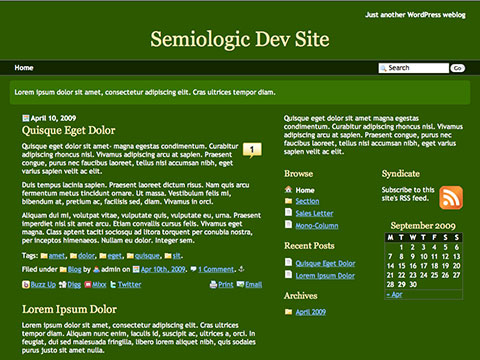 Just another WordPress weblog
Semiologic Dev Site
Home
Search
Go
Lorem ipsum dolor sit amet, consectetur adipiscing elit. Cras ultrices tempor diam.
April 10, 2009
Quisque Eget Dolor
1
Quisque eget dolor sit amet- magna egestas
condimentum. Curabitur
adipiscing rhoncus nisl. Vivamus adipiscing arcu at sapien. Praesent
congue, purus nec faucibus laoreet, tellus nisi accumsan nibh, eget
varius sapien velit ac elit.
Duis tempus lacinia sapien. Praesent laoreet dictum risus. Nam quis arcu
fermentum metus tincidunt ornare. Ut massa. Vestibulum felis mi,
bibendum at, pretium ac, facilisis sed, diam. Vivamus in orci.
Aliquam dui mi, volutpat vitae, vulputate quis, vulputate eu, urna. Praesent
imperdiet nisl sit amet arcu. Etiam convallis cursus felis. Vivamus eget
magna. Class aptent taciti sociosqu ad litora torquent per conubia nostra,
per inceptos himenaeos. Nullam eu dolor. Integer sem.
Tags: amet, dolor, eget, quisque, sit.
Filed under Blog by admin on Apr 10th, 2009. 1 Comment.
Buzz Up Digg Mixx Twitter
Print Email
Lorem Ipsum Dolor
Lorem ipsum dolor sit amet, consectetur adipiscing elit. Cras ultrices tempor
diam. Aliquam nunc enim, iaculis id, suscipit ac, ultrices a, orci. In
feugiat, dui sed malesuada fringilla, libero lorem eleifend nibh, quis sodales
purus justo sit amet nulla.
Quisque eget dolor sit amet magna egestas
condimentum. Curabitur adipiscing rhoncus nisl. Vivamus
adipiscing arcu at sapien. Praesent congue, purus nec
faucibus laoreet, tellus nisi accumsan nibh, eget varius
sapien velit ac elit.
Browse
Home
Section
Sales Letter
Mono-Column
Recent Posts
Quisque Eget Dolor
Lorem Ipsum Dolor
Archives
April 2009
Syndicate
Subscribe to this
site's RSS feed.
September 2009
M T W T F S S
1 2 3 4 5 6
7 8 9 10 11 12 13
14 15 16 17 18 19 20
21 22 23 24 25 26 27
28 29 30
« Apr